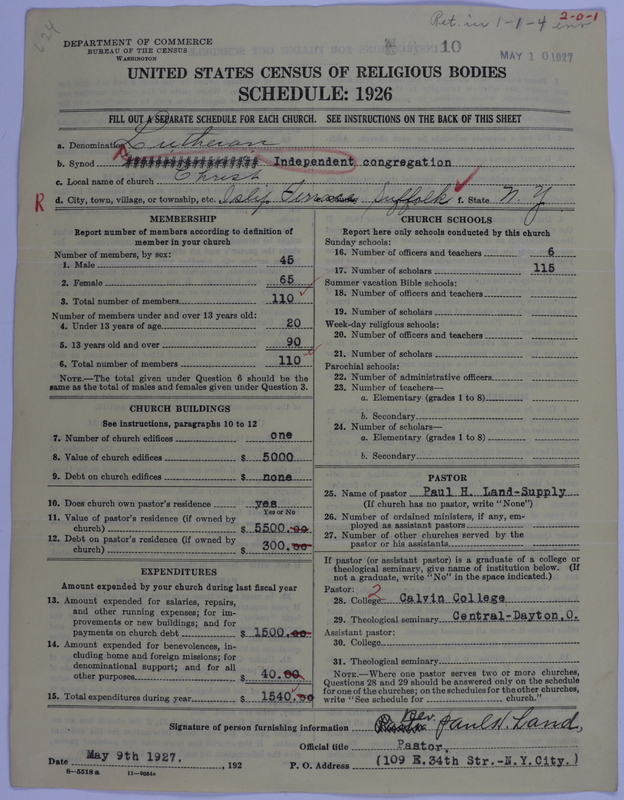 624
Ret. in 1-1-4
2-0-1
10
MAY 10 1927
DEPARTMENT OF COMMERCE
BUREAU OF THE CENSUS
WASHINGTON
UNITED STATES CENSUS OF RELIGIOUS BODIES
SCHEDULE: 1926
FILL OUT A SEPARATE SCHEDULE FOR EACH CHURCH. SEE INSTRUCTIONS ON THE BACK OF THIS SHEET
a. Denomination Lutheran
b. Synod Independent congregation
c. Local name of church Christ
R d. City, town, village, or township, etc. Islip Terrace Suffolk f. State N. Y.
MEMBERSHIP
Report number of members according to definition of member in your church
Number of members, by sex:
1. Male 45
2. Female 65
3. Total number of members 110
Number of members under and over 13 years old:
4. Under 13 years of age 20
5. 13 years old and over 90
6. Total number of members 110
NOTE.—The total given under Question 6 should be the
same as the total of males and females given under Question 3.
CHURCH BUILDINGS
See instructions, paragraphs 10 to 12
7. Number of church edifices one
8. Value of church edifices $ 5000
9. Debt on church edifices $ none
10. Does church own pastor's residence yes
Yes or No
11. Value of pastor's residence (if owned by
church) $ 5500.00
12. Debt on pastor's residence (if owned by
church) $ 300.00
EXPENDITURES
Amount expended by your church during last fiscal year
13. Amount expended for salaries, repairs,
and other running expenses; for im-
provements or new buildings; and for
payments on church debt $ 1500.00
14. Amount expended for benevolences, in-
cluding home and foreign missions; for
denominational support; and for all
other purposes $ 40.00
15. Total expenditures during year $ 1540.00
CHURCH SCHOOLS
Report here only schools conducted by this church
Sunday schools:
16. Number of officers and teachers 6
17. Number of scholars 115
Summer vacation Bible schools:
18. Number of officers and teachers
19. Number of scholars
Week-day religious schools:
20. Number of officers and teachers
21. Number of scholars
Parochial schools:
22. Number of administrative officers
23. Number of teachers—
a. Elementary (grades 1 to 8)
b. Secondary
24. Number of scholars—
a. Elementary (grades 1 to 8)
b. Secondary
PASTOR
25. Name of pastor Paul H. Land-Supply
(If church has no pastor, write "None")
26. Number of ordained ministers, if any, em-
ployed as assistant pastors
27. Number of other churches served by the
pastor or his assistants
If pastor (or assistant pastor) is a graduate of a college or
theological seminary, give name of institution below. (If
not a graduate, write "No" in the space indicated.)
Pastor:
28. College 2 Calvin College
29. Theological seminary Central-Dayton,O.
Assistant pastor:
30. College
31. Theological seminary
NOTE.—Where one pastor serves two or more churches,
Questions 28 and 29 should be answered only on the schedule
for one of the churches; on the schedules for the other churches,
write "See schedule for church."
Signature of person furnishing information Rev. Paul H. Land,
Official title Pastor,
Date May 9th 1927. , 192 P. O. Address (109 E.34th Str.-N.Y.City.)
8-5518 a 11-9054